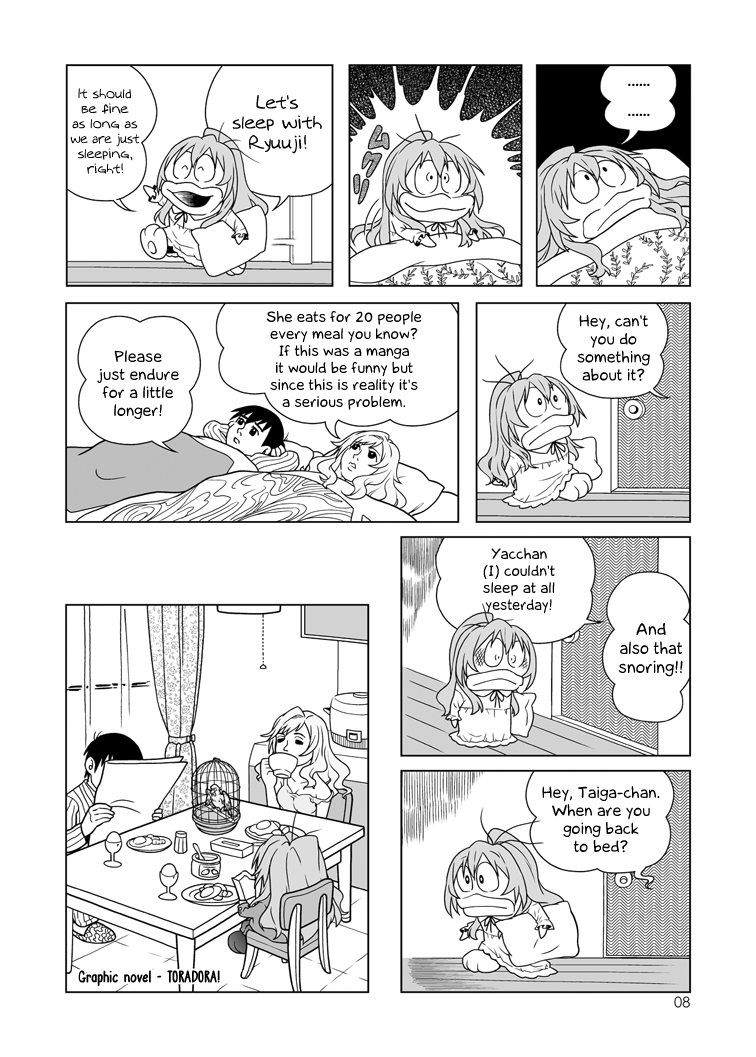 ......
......
ムクリ
Let's
sleep with
Ryuuji!
It should
be fine
as long as
we are just
sleeping,
right!
Hey, can't
you do
something
about it?
She eats for 20 people
every meal you know?
If this was a manga
it would be funny but
since this is reality it's
a serious problem.
Please
just endure
for a little
longer!
And
also that
snoring!!
Yacchan
(I) couldn't
sleep at all
yesterday!
Hey, Taiga-chan.
When are you
going back
to bed?
Graphic novel - TORADORA!
08